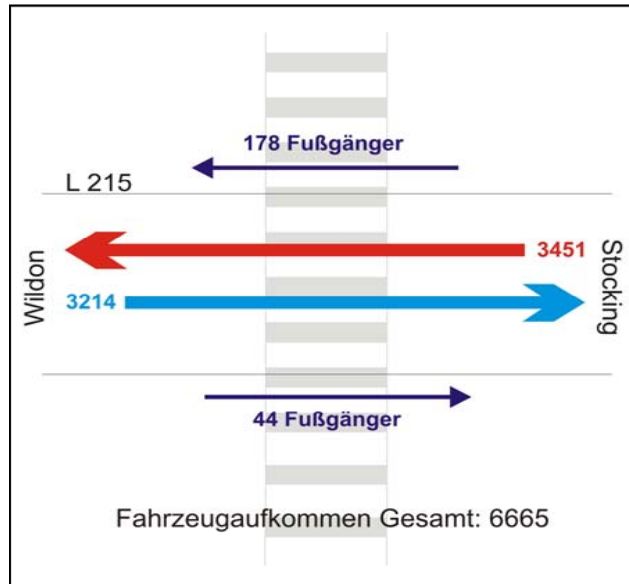 178 Fußgänger
L 215
3451
Wildon
Stocking
3214
44 Fußgänger
Fahrzeugaufkommen Gesamt: 6665